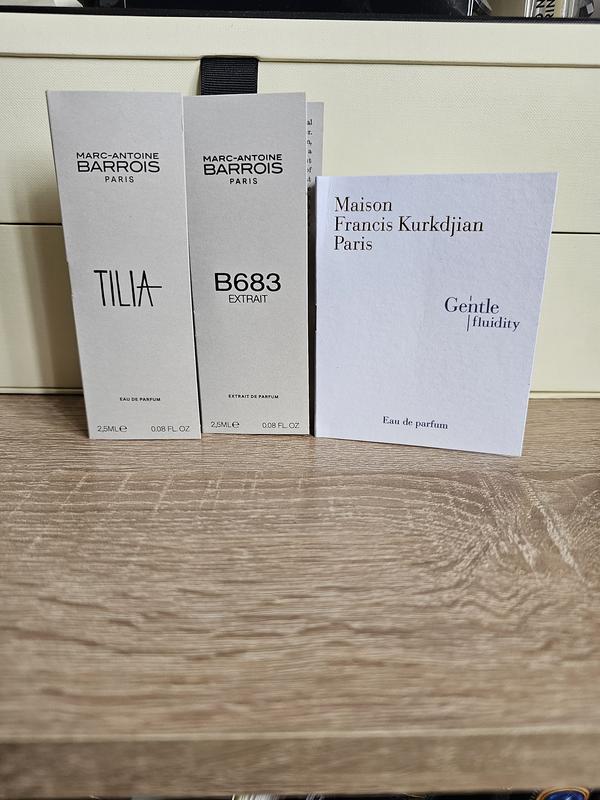 MARC-ANTOINE
BARROIS
PARIS
TILIA
EAU DE PARFUM
2,5ML℮ 0.08 FL. OZ
MARC-ANTOINE
BARROIS
PARIS
B683
EXTRAIT
EXTRAIT DE PARFUM
2,5ML℮ 0.08 FL. OZ
Maison
Francis Kurkdjian
Paris
Gentle
fluidity
Eau de parfum